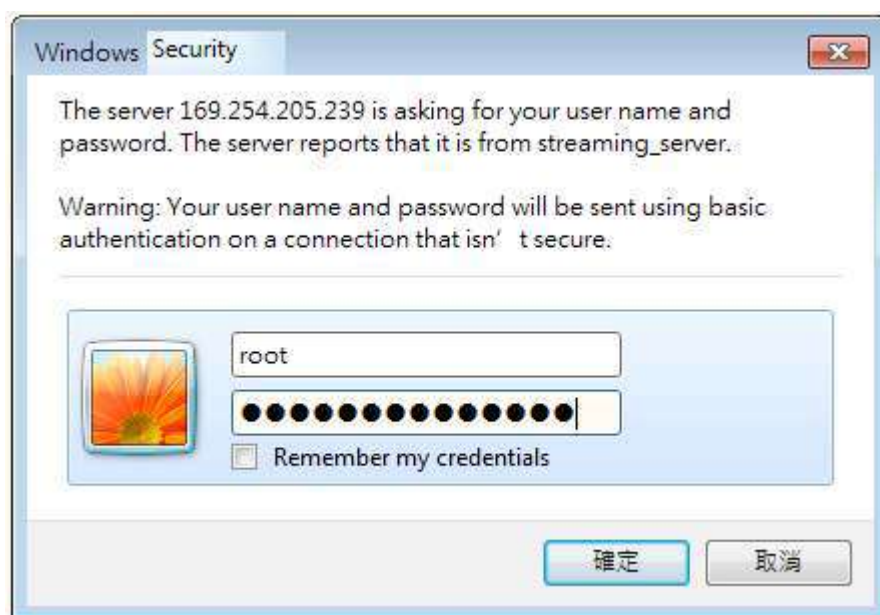 Windows Security
The server 169.254.205.239 is asking for your user name and
password. The server reports that it is from streaming_server.
Warning: Your user name and password will be sent using basic
authentication on a connection that isn' t secure.
root
●●●●●●●●●●●●●●
Remember my credentials
確定 取消